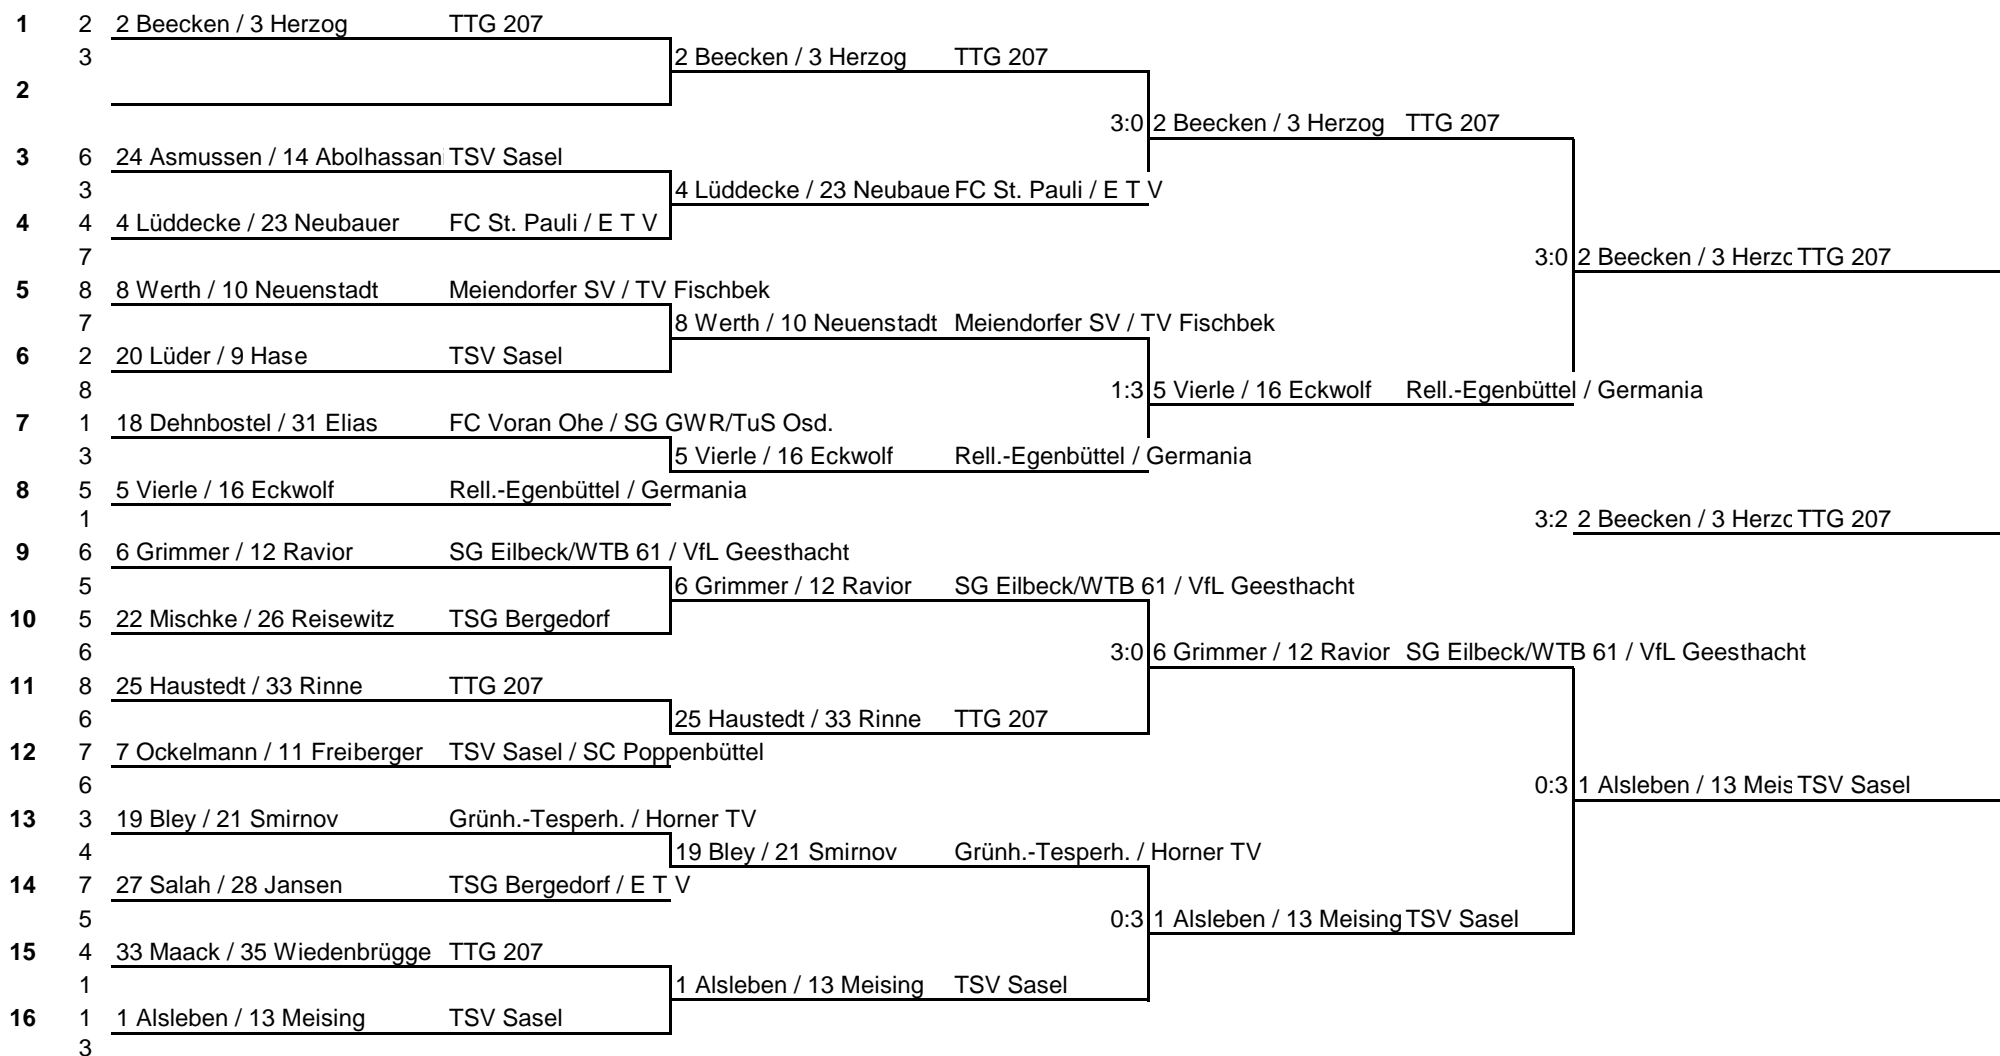 1 2 2 Beecken / 3 Herzog TTG 207
3 2 Beecken / 3 Herzog TTG 207
2
3:0 2 Beecken / 3 Herzog TTG 207
3 6 24 Asmussen / 14 Abolhassani TSV Sasel
3 4 Lüddecke / 23 Neubaue FC St. Pauli / E T V
4 4 4 Lüddecke / 23 Neubauer FC St. Pauli / E T V
7 3:0 2 Beecken / 3 Herzo TTG 207
5 8 8 Werth / 10 Neuenstadt Meiendorfer SV / TV Fischbek
7 8 Werth / 10 Neuenstadt Meiendorfer SV / TV Fischbek
6 2 20 Lüder / 9 Hase TSV Sasel
8 1:3 5 Vierle / 16 Eckwolf Rell.-Egenbüttel / Germania
7 1 18 Dehnbostel / 31 Elias FC Voran Ohe / SG GWR/TuS Osd.
3 5 Vierle / 16 Eckwolf Rell.-Egenbüttel / Germania
8 5 5 Vierle / 16 Eckwolf Rell.-Egenbüttel / Germania
1 3:2 2 Beecken / 3 Herzo TTG 207
9 6 6 Grimmer / 12 Ravior SG Eilbeck/WTB 61 / VfL Geesthacht
5 6 Grimmer / 12 Ravior SG Eilbeck/WTB 61 / VfL Geesthacht
10 5 22 Mischke / 26 Reisewitz TSG Bergedorf
6 3:0 6 Grimmer / 12 Ravior SG Eilbeck/WTB 61 / VfL Geesthacht
11 8 25 Haustedt / 33 Rinne TTG 207
6 25 Haustedt / 33 Rinne TTG 207
12 7 7 Ockelmann / 11 Freiberger TSV Sasel / SC Poppenbüttel
6 0:3 1 Alsleben / 13 Meis TSV Sasel
13 3 19 Bley / 21 Smirnov Grünh.-Tesperh. / Horner TV
4 19 Bley / 21 Smirnov Grünh.-Tesperh. / Horner TV
14 7 27 Salah / 28 Jansen TSG Bergedorf / E T V
5 0:3 1 Alsleben / 13 Meising TSV Sasel
15 4 33 Maack / 35 Wiedenbrügge TTG 207
1 1 Alsleben / 13 Meising TSV Sasel
16 1 1 Alsleben / 13 Meising TSV Sasel
3